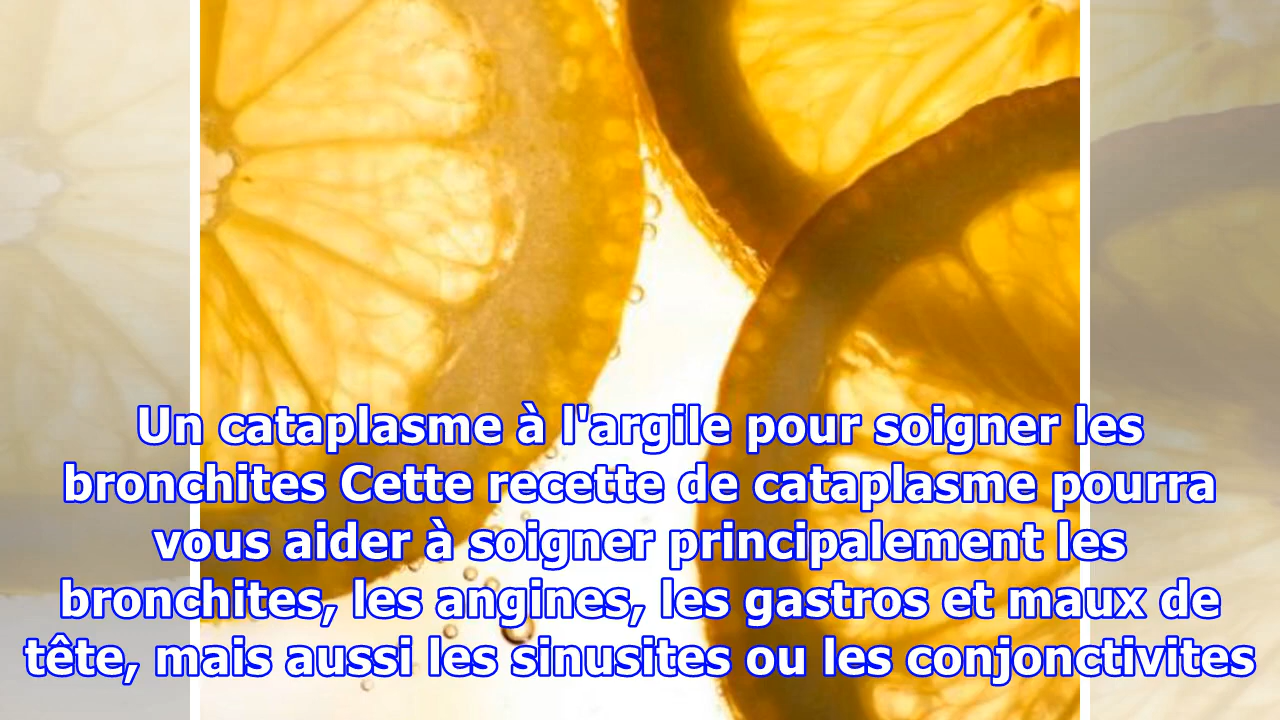 Un cataplasme à l'argile pour soigner les
bronchites Cette recette de cataplasme pourra
vous aider à soigner principalement les
bronchites, les angines, les gastros et maux de
tête, mais aussi les sinusites ou les conjonctivites